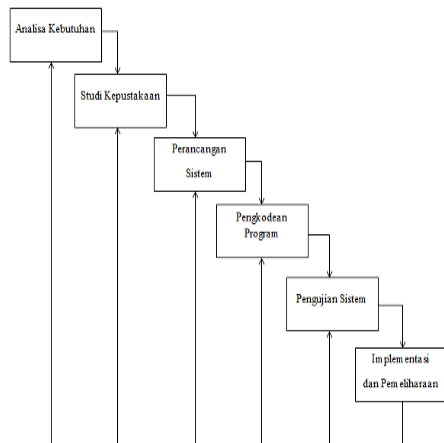 Analisa Kebutuhan
Studi Kepustakaan
Perancangan
Sistem
Pengkodean
Program
Pengujian Sistem
Implementasi
dan Pemeliharaan